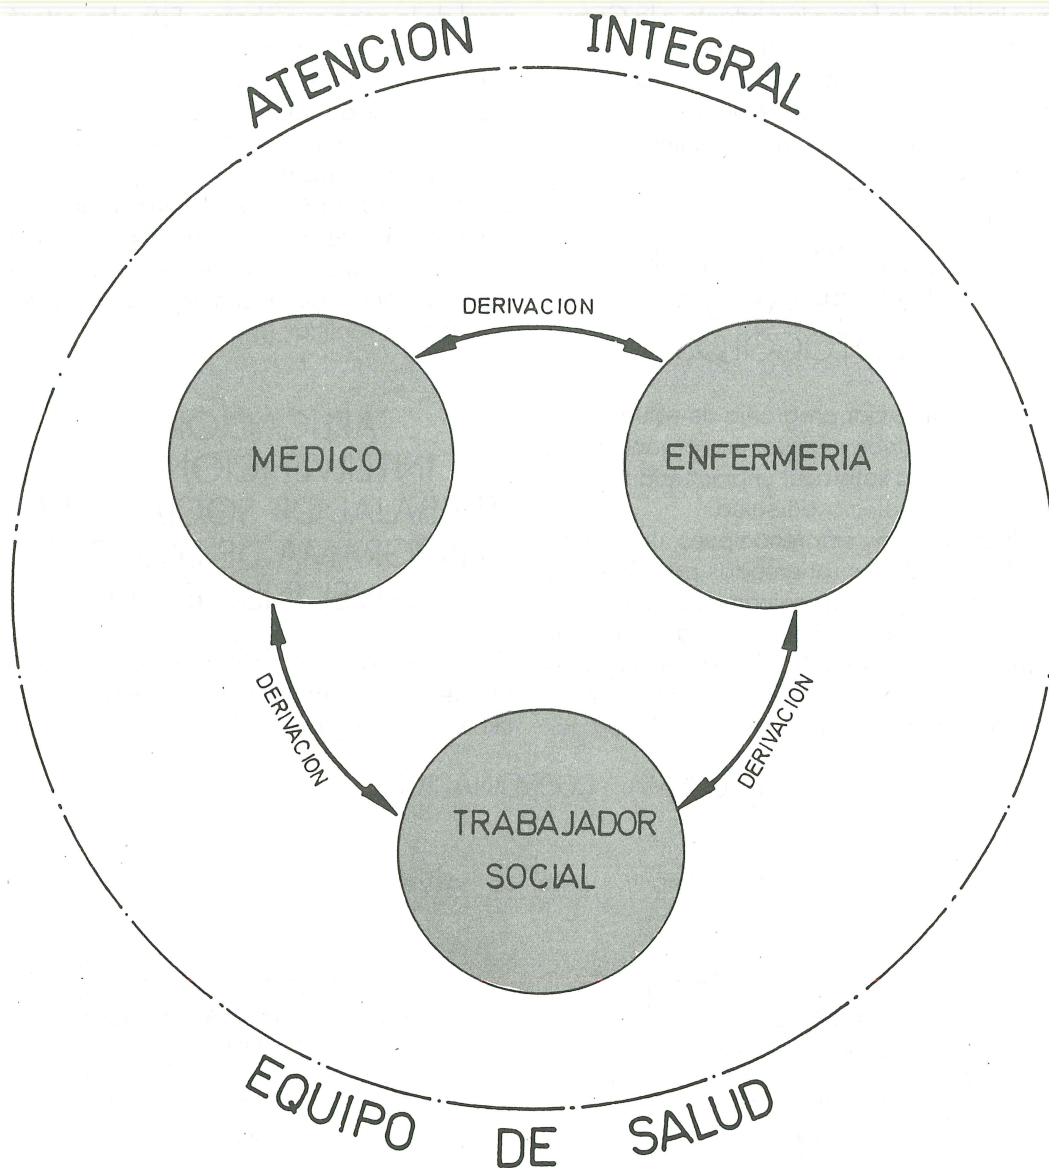 ATENCION INTEGRAL
DERIVACION
MEDICO
ENFERMERIA
DERIVACION
DERIVACION
TRABAJADOR
SOCIAL
EQUIPO DE SALUD